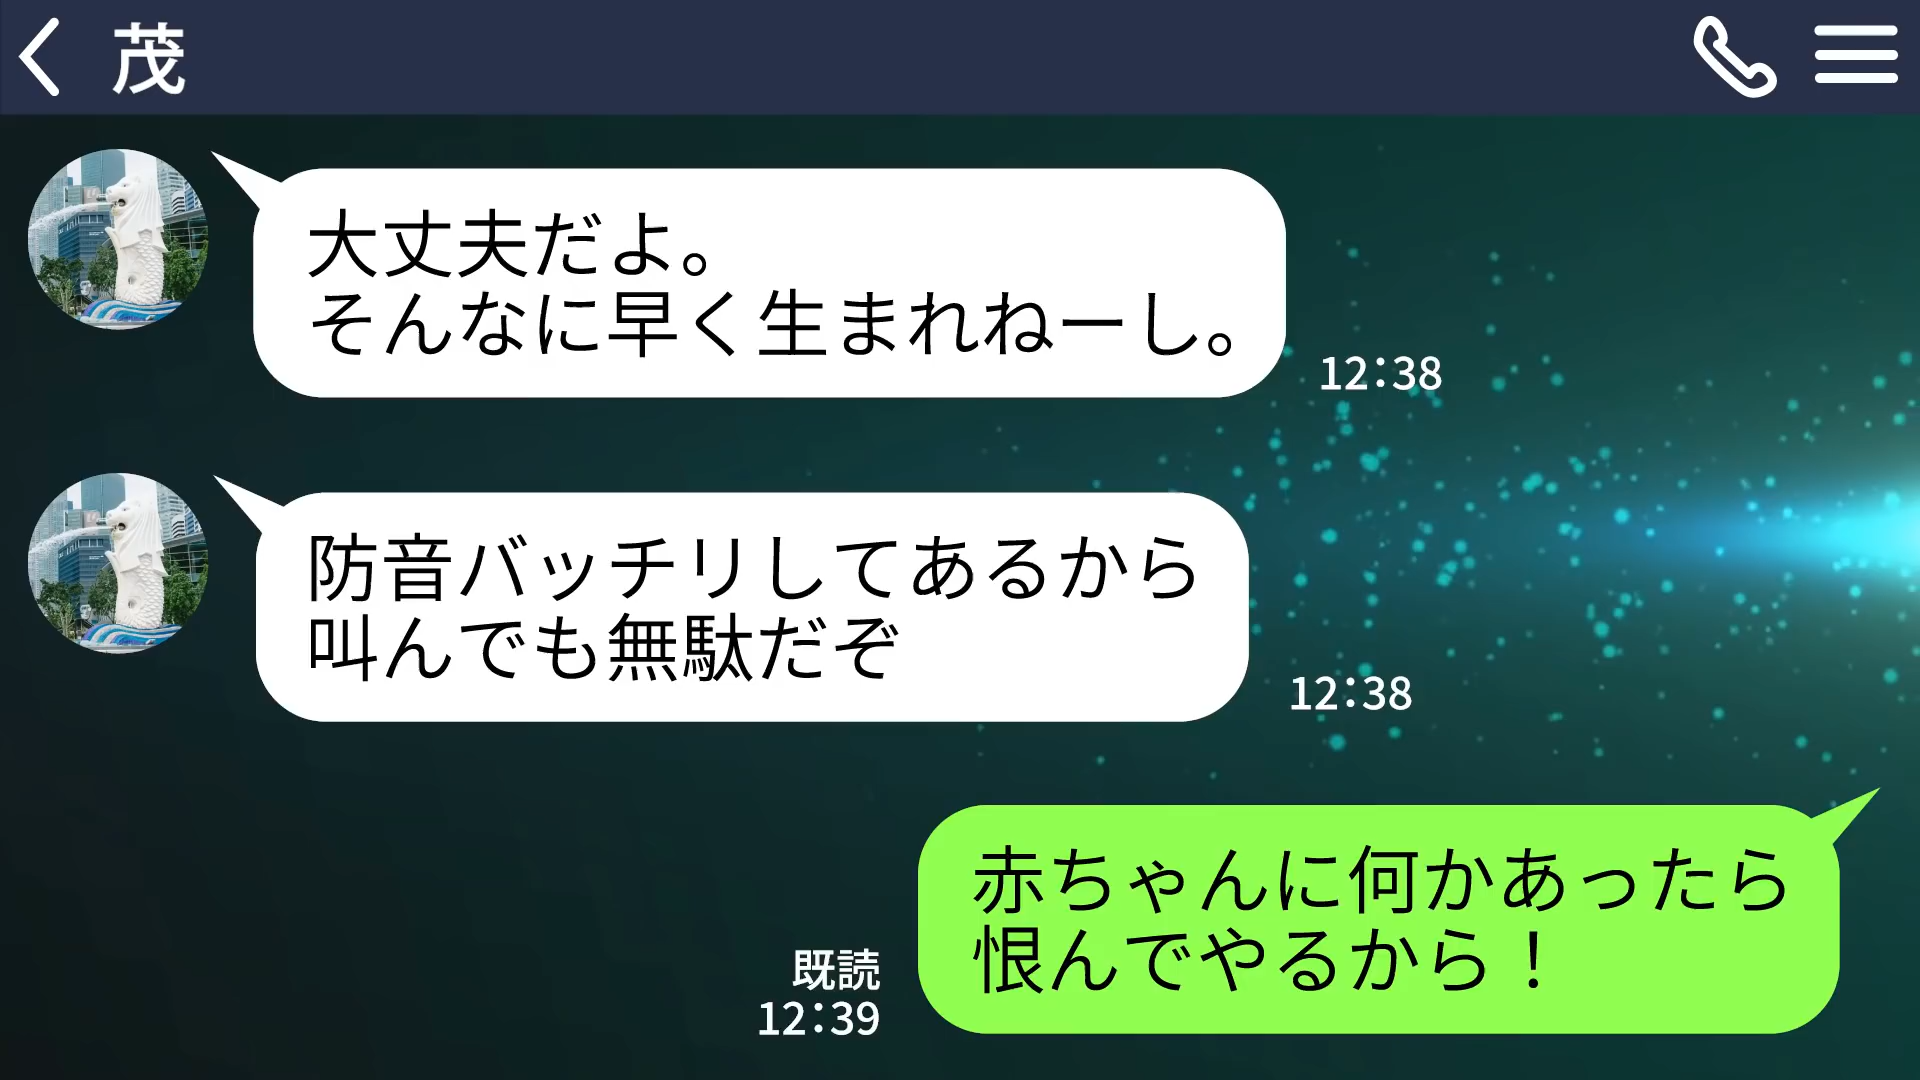 茂
大丈夫だよ。
そんなに早く生まれねーし。
12:38
防音バッチリしてあるから
叫んでも無駄だぞ
12:38
赤ちゃんに何かあったら
恨んでやるから！
既読
12:39